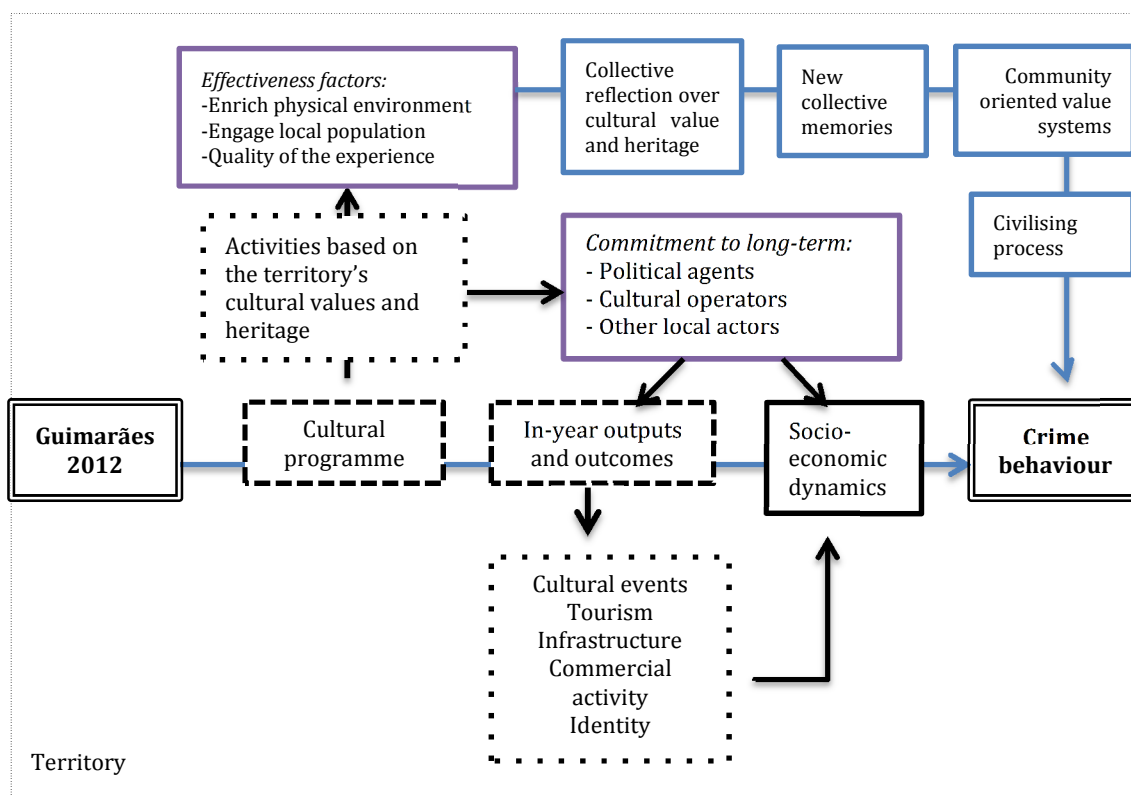 Effectiveness factors:
-Enrich physical environment
-Engage local population
-Quality of the experience
Collective
reflection over
cultural value
and heritage
New
collective
memories
Community
oriented value
systems
Civilising
process
Activities based on
the territory’s
cultural values and
heritage
Commitment to long-term:
- Political agents
- Cultural operators
- Other local actors
Guimarães
2012
Cultural
programme
In-year outputs
and outcomes
Socio-
economic
dynamics
Crime
behaviour
Cultural events
Tourism
Infrastructure
Commercial
activity
Identity
Territory